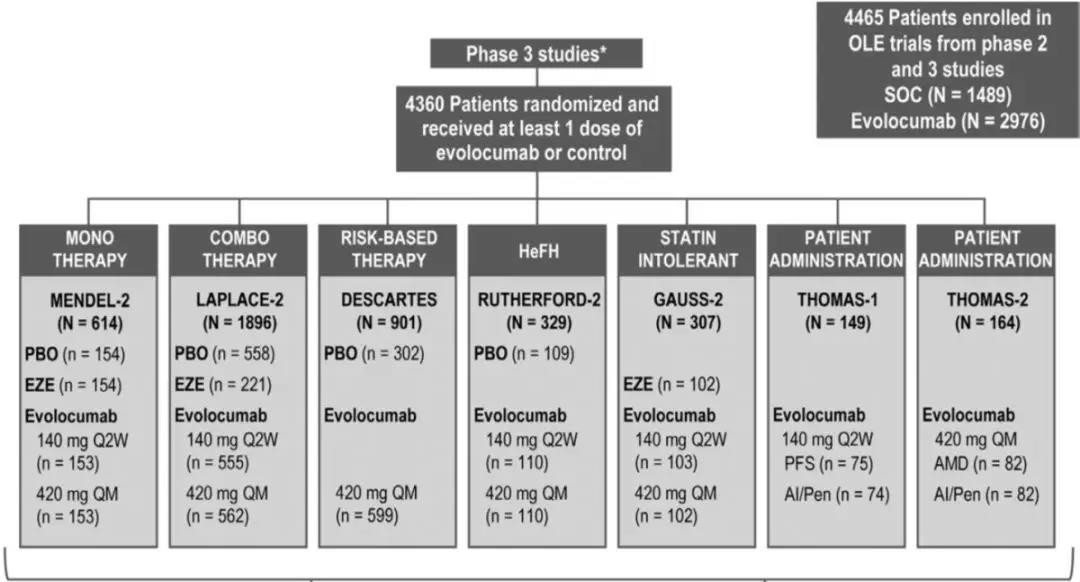 4465 Patients enrolled in
OLE trials from phase 2
and 3 studies
SOC (N = 1489)
Evolocumab (N = 2976)
Phase 3 studies*
4360 Patients randomized and
received at least 1 dose of
evolocumab or control
MONO
THERAPY
MENDEL-2
(N = 614)
PBO (n = 154)
EZE (n = 154)
Evolocumab
140 mg Q2W
(n = 153)
420 mg QM
(n = 153)
COMBO
THERAPY
LAPLACE-2
(N = 1896)
PBO (n = 558)
EZE (n = 221)
Evolocumab
140 mg Q2W
(n = 555)
420 mg QM
(n = 562)
RISK-BASED
THERAPY
DESCARTES
(N = 901)
PBO (n = 302)
Evolocumab
420 mg QM
(n = 599)
HeFH
RUTHERFORD-2
(N = 329)
PBO (n = 109)
Evolocumab
140 mg Q2W
(n = 110)
420 mg QM
(n = 110)
STATIN
INTOLERANT
GAUSS-2
(N = 307)
EZE (n = 102)
Evolocumab
140 mg Q2W
(n = 103)
420 mg QM
(n = 102)
PATIENT
ADMINISTRATION
THOMAS-1
(N = 149)
Evolocumab
140 mg Q2W
PFS (n = 75)
AI/Pen (n = 74)
PATIENT
ADMINISTRATION
THOMAS-2
(N = 164)
Evolocumab
420 mg QM
AMD (n = 82)
AI/Pen (n = 82)